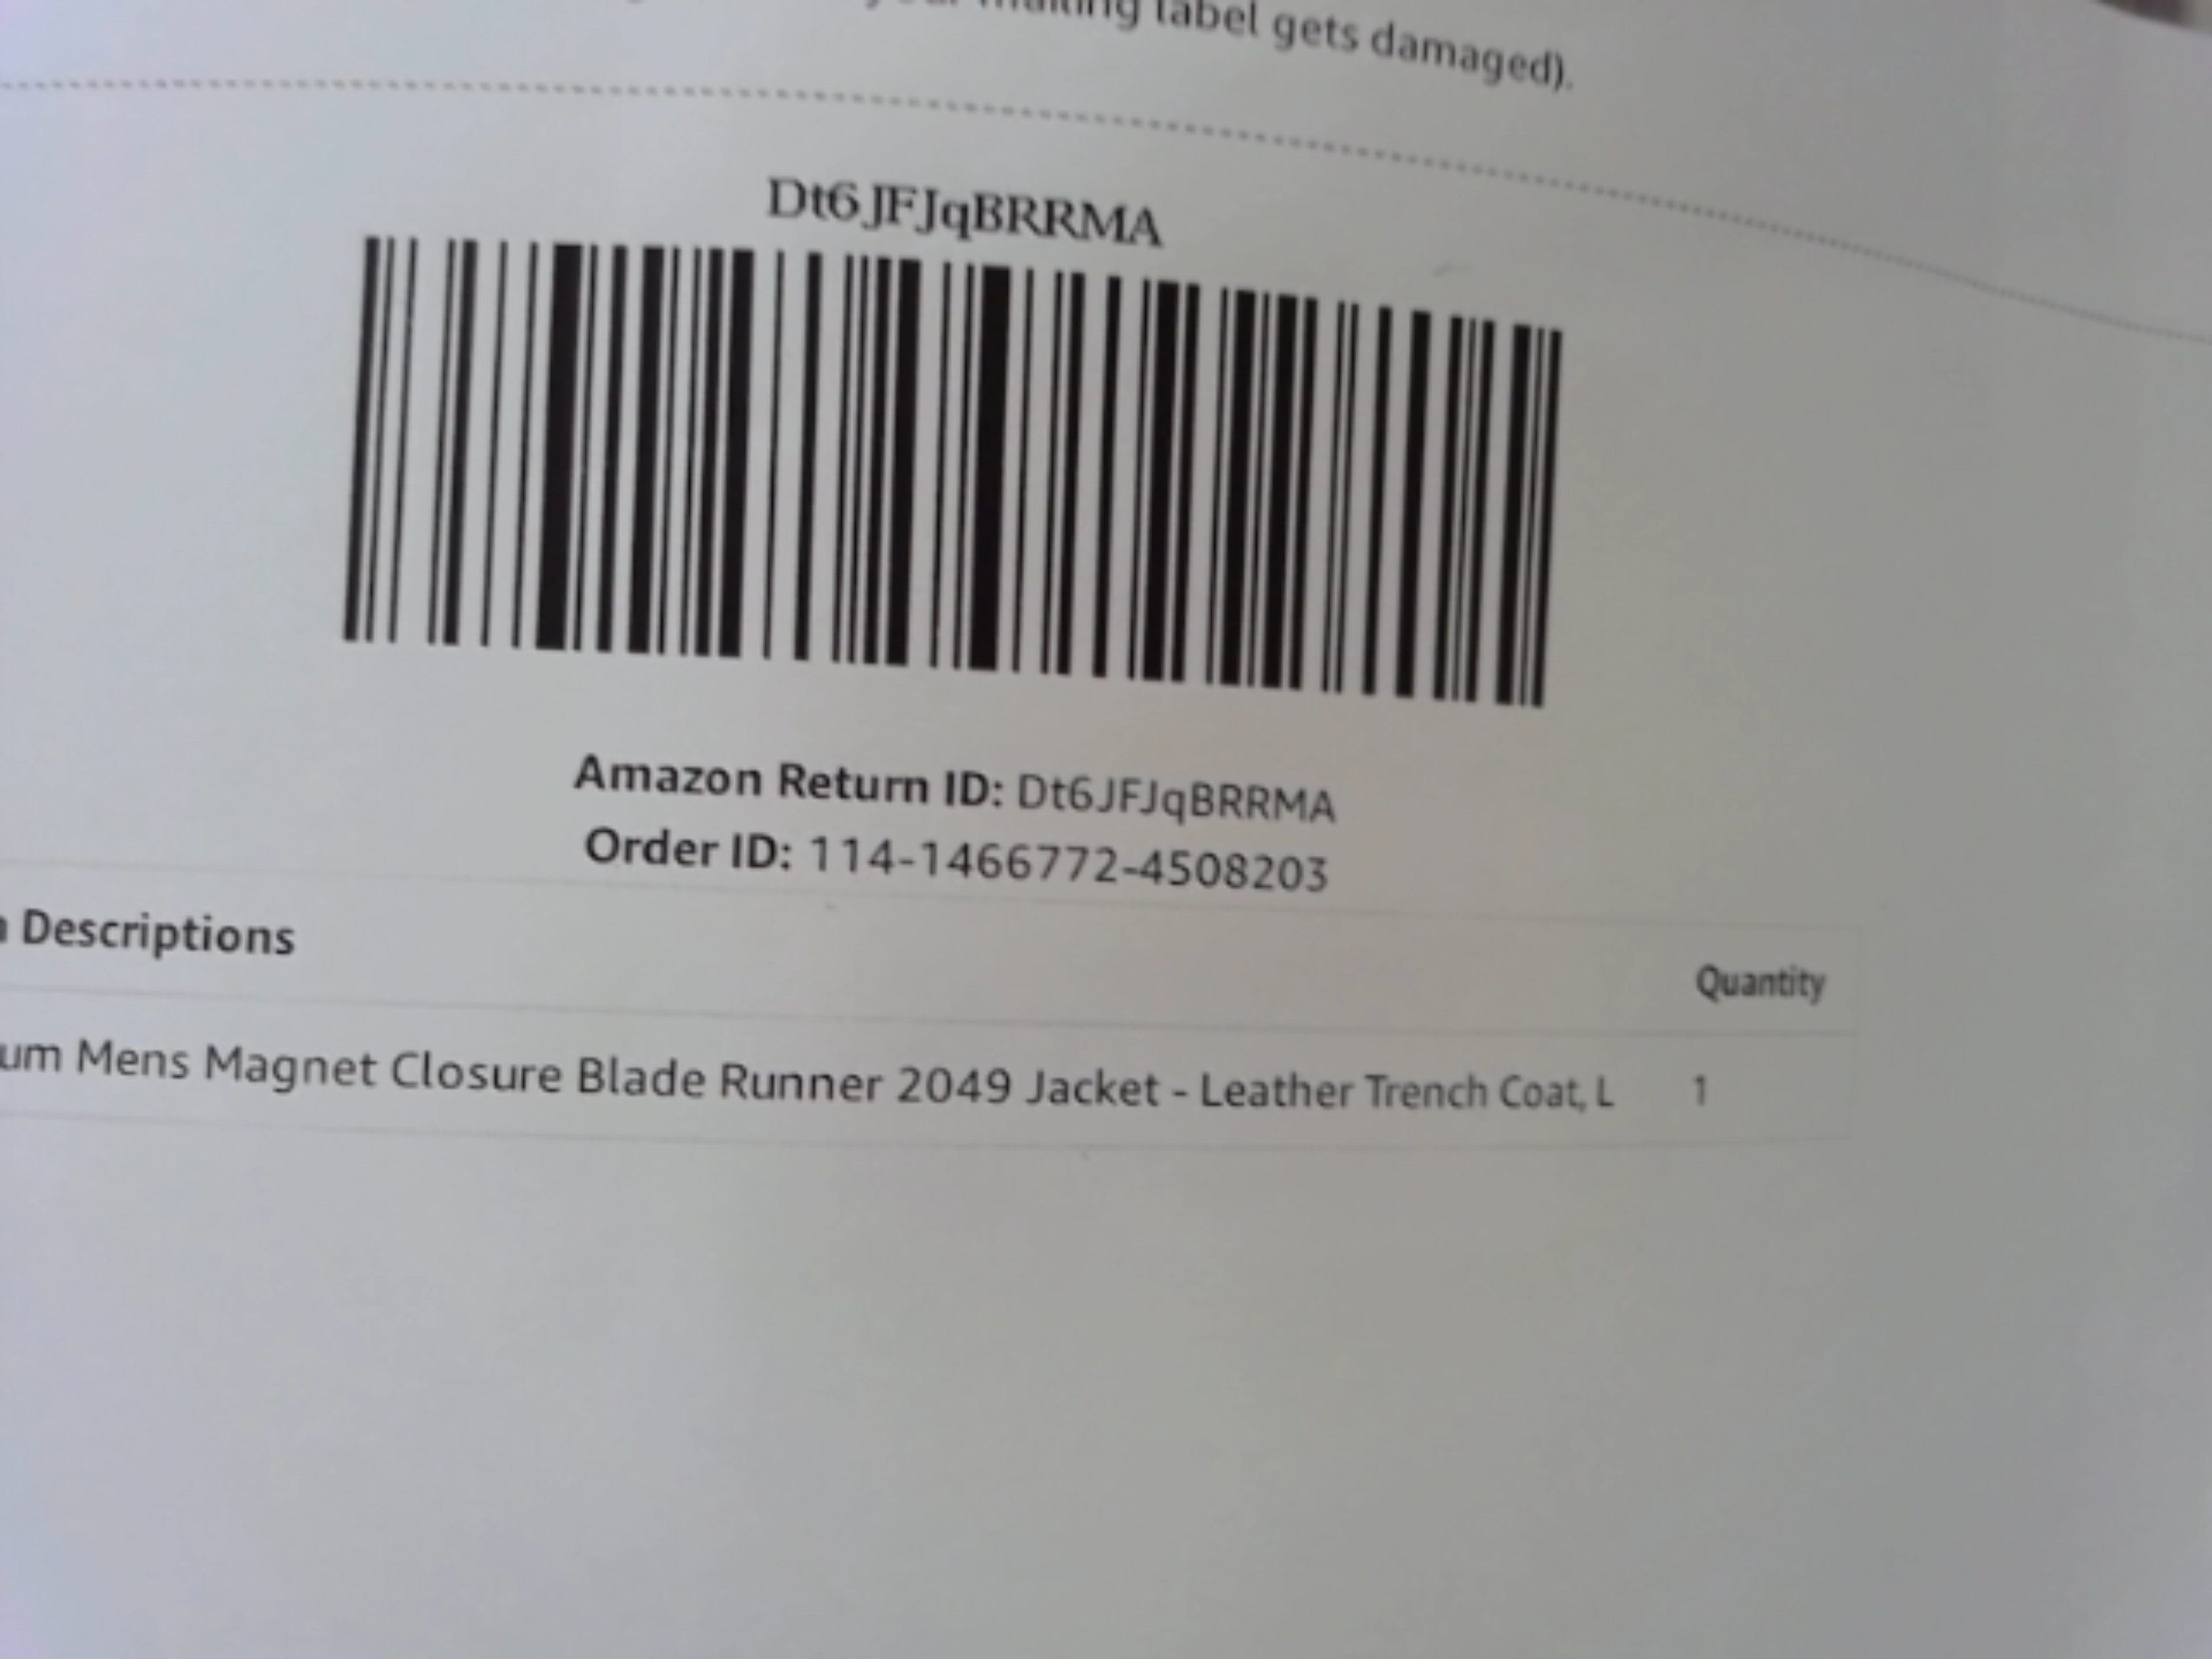 mailing label gets damaged).
Dt6JFJqBRRMA
Amazon Return ID: Dt6JFJqBRRMA
Order ID: 114-1466772-4508203
Descriptions
Quantity
Mens Magnet Closure Blade Runner 2049 Jacket - Leather Trench Coat, L 1